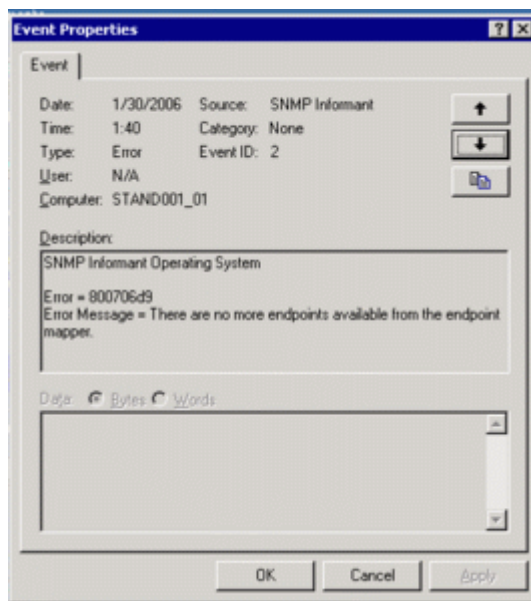 Event Properties
Event
Date: 1/30/2006 Source: SNMP Informant
Time: 1:40 Category: None
Type: Error Event ID: 2
User: N/A
Computer: STAND001_01
Description:
SNMP Informant Operating System
Error = 800706d9
Error Message = There are no more endpoints available from the endpoint
mapper.
Data: Bytes Words
OK Cancel Apply